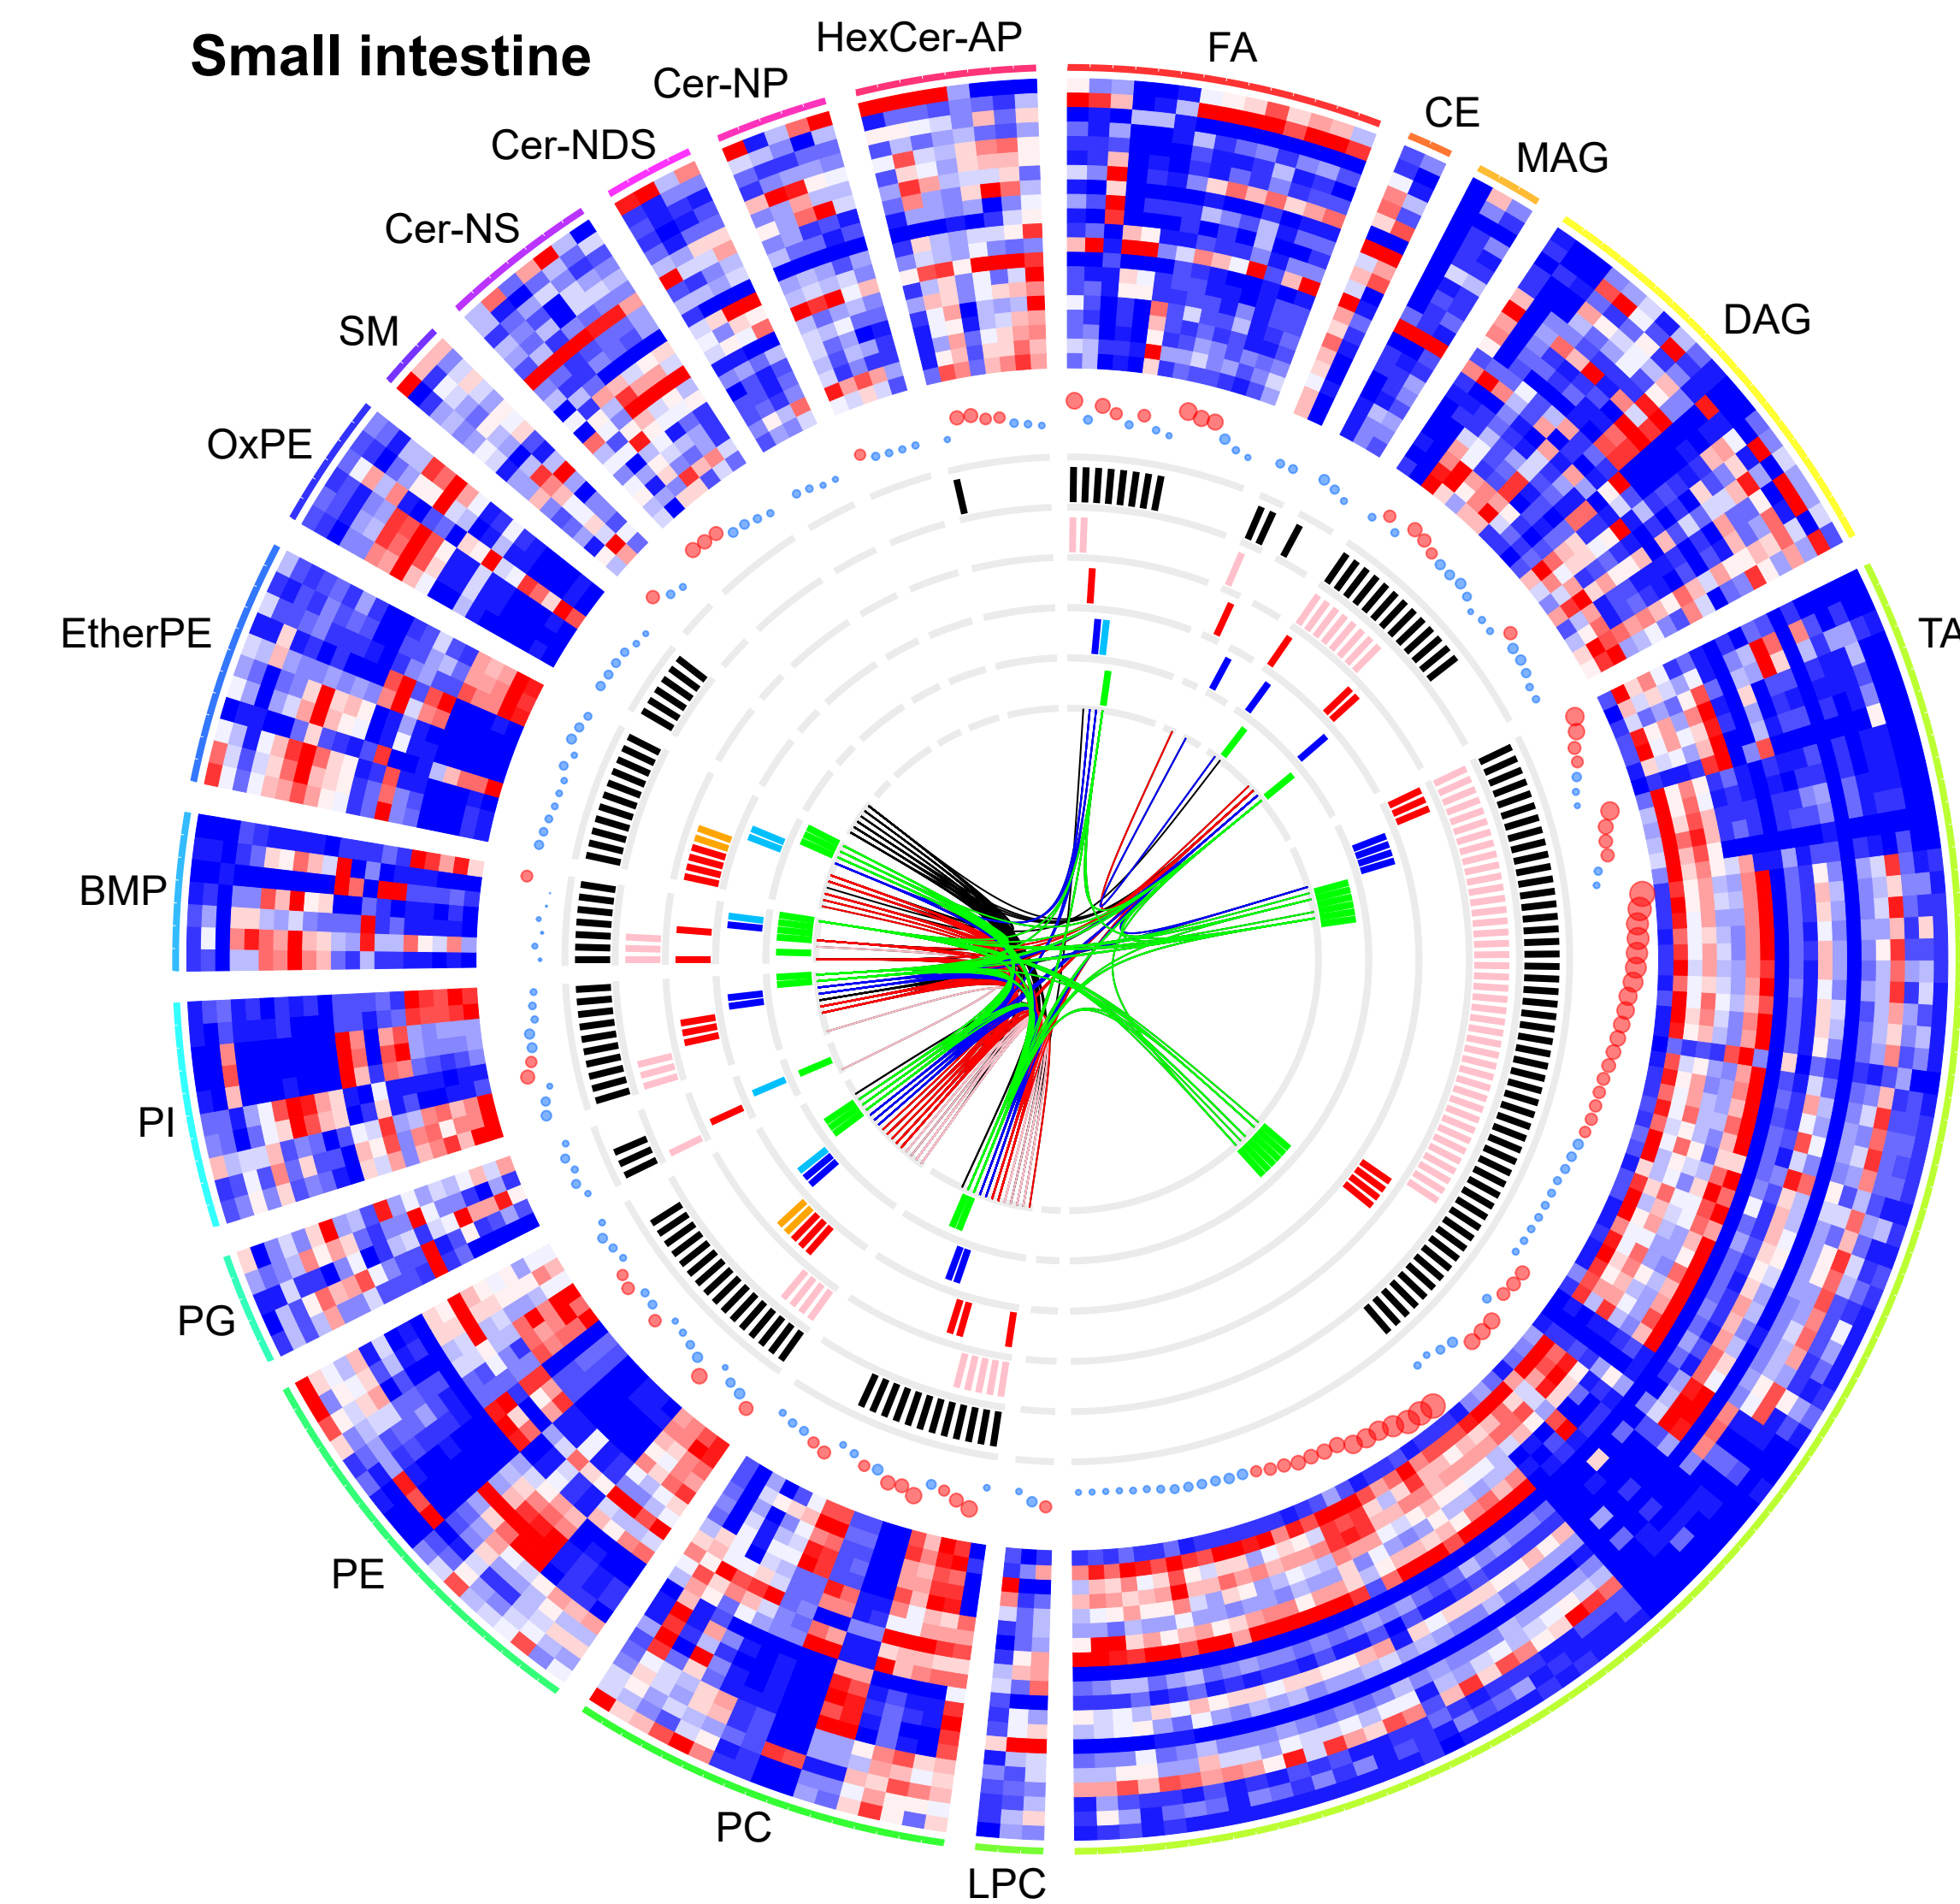 Small intestine
HexCer-AP
FA
Cer-NP
CE
Cer-NDS
MAG
Cer-NS
DAG
SM
OxPE
EtherPE
TA
BMP
PI
PG
PE
PC
LPC